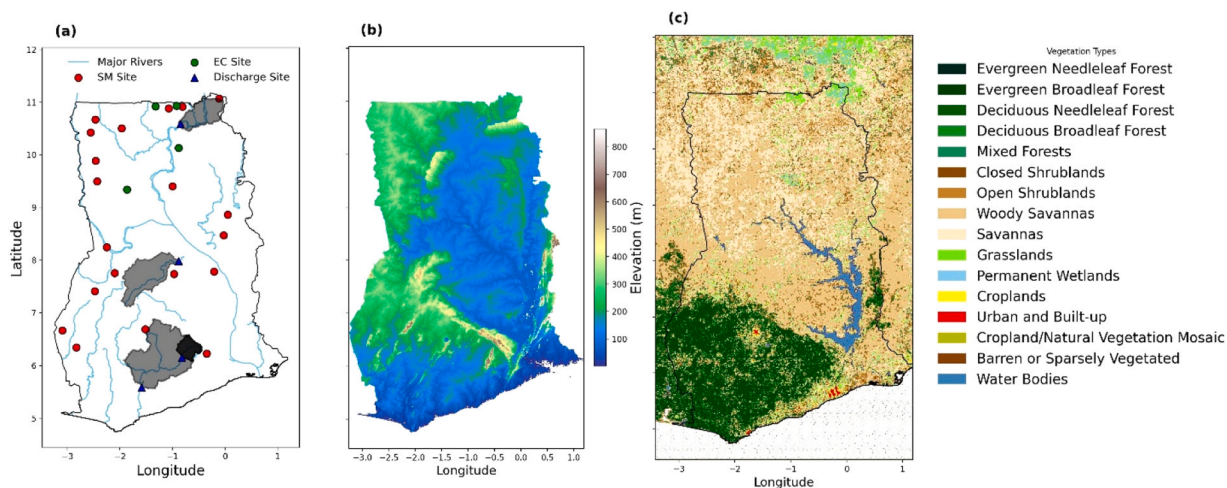 (a)
(b)
(c)
12
11
10
9
8
7
6
5
Latitude
Major Rivers
SM Site
EC Site
Discharge Site
−3
−2
−1
0
1
Longitude
−3.0
−2.5
−2.0
−1.5
−1.0
−0.5
0.0
0.5
1.0
Longitude
800
700
600
500
400
300
200
100
Elevation (m)
−3
−2
−1
0
1
Longitude
Vegetation Types
Evergreen Needleleaf Forest
Evergreen Broadleaf Forest
Deciduous Needleleaf Forest
Deciduous Broadleaf Forest
Mixed Forests
Closed Shrublands
Open Shrublands
Woody Savannas
Savannas
Grasslands
Permanent Wetlands
Croplands
Urban and Built-up
Cropland/Natural Vegetation Mosaic
Barren or Sparsely Vegetated
Water Bodies